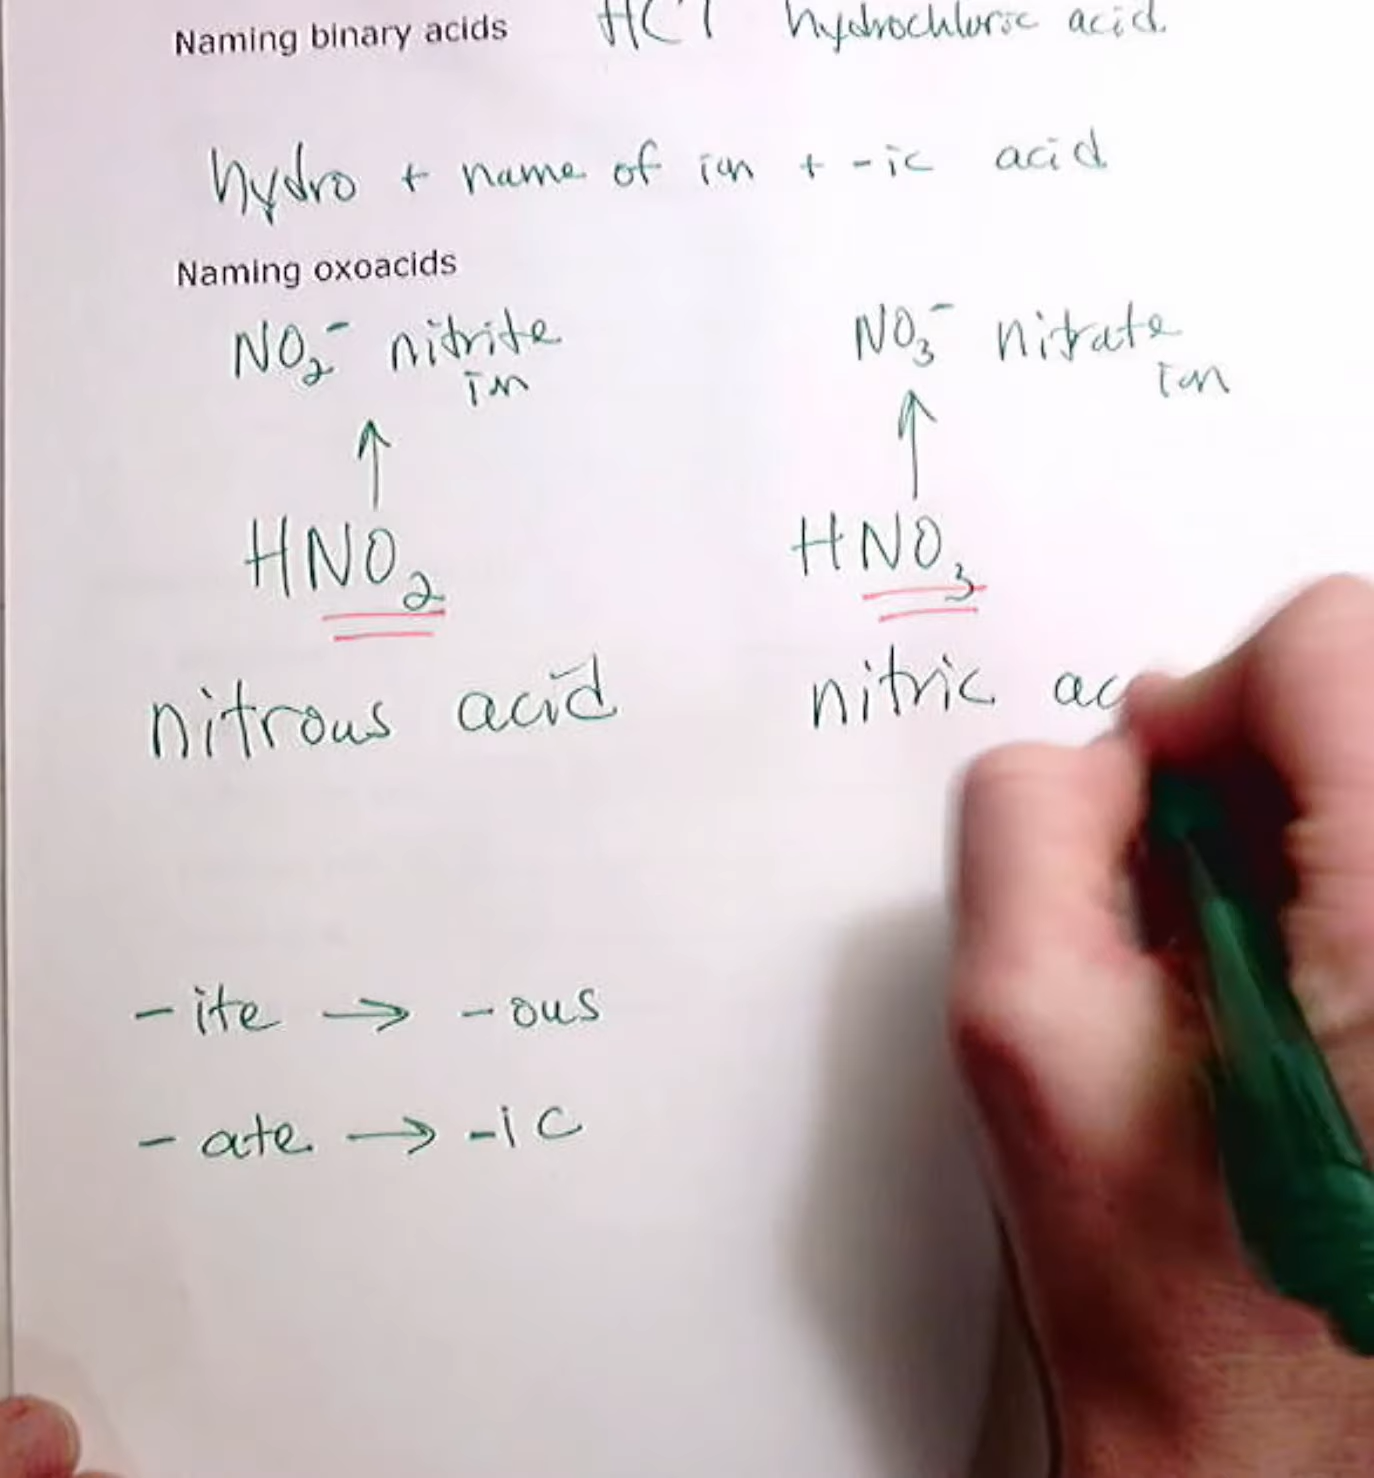 Naming binary acids HCl hydrochloric acid.
hydro + name of ion + -ic acid
Naming oxoacids
NO₂⁻ nitrite ion
NO₃⁻ nitrate ion
↑ ↑
HNO₂ HNO₃
nitrous acid nitric ac
-ite → -ous
-ate → -ic